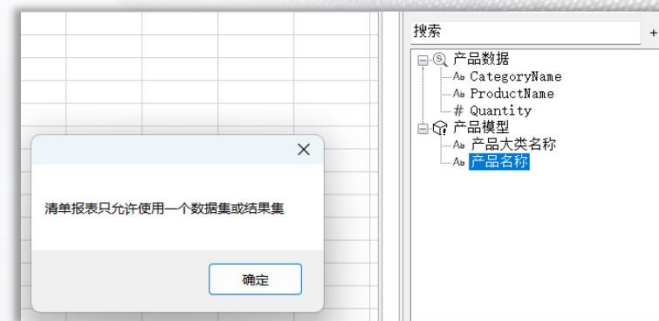 搜索
+
产品数据
CategoryName
ProductName
# Quantity
产品模型
产品大类名称
产品名称
清单报表只允许使用一个数据集或结果集
确定